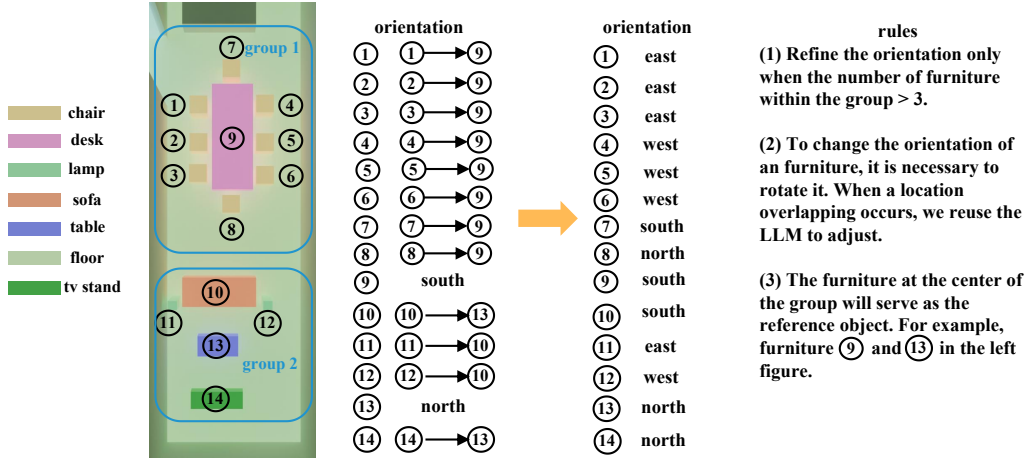 chair
desk
lamp
sofa
table
floor
tv stand
7 group 1
1 4
2 9 5
3 6
8
10
11 12
13
group 2
14
orientation
1 1 9
2 2 9
3 3 9
4 4 9
5 5 9
6 6 9
7 7 9
8 8 9
9 south
10 10 13
11 11 10
12 12 10
13 north
14 14 13
orientation
1 east
2 east
3 east
4 west
5 west
6 west
7 south
8 north
9 south
10 south
11 east
12 west
13 north
14 north
rules
(1) Refine the orientation only
when the number of furniture
within the group > 3.
(2) To change the orientation of
an furniture, it is necessary to
rotate it. When a location
overlapping occurs, we reuse the
LLM to adjust.
(3) The furniture at the center of
the group will serve as the
reference object. For example,
furniture 9 and 13 in the left
figure.